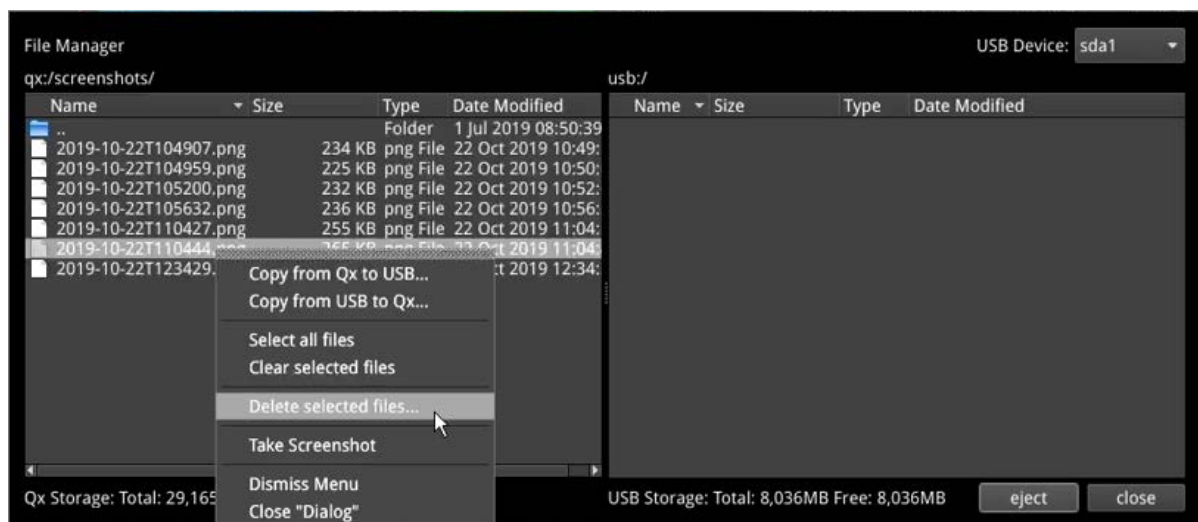 File Manager
USB Device: sda1
qx:/screenshots/
usb:/
Name Size Type Date Modified
Name Size Type Date Modified
.. Folder 1 Jul 2019 08:50:39
2019-10-22T104907.png 234 KB png File 22 Oct 2019 10:49:
2019-10-22T104959.png 225 KB png File 22 Oct 2019 10:50:
2019-10-22T105200.png 232 KB png File 22 Oct 2019 10:52:
2019-10-22T105632.png 236 KB png File 22 Oct 2019 10:56:
2019-10-22T110427.png 255 KB png File 22 Oct 2019 11:04:
2019-10-22T110444.png KB png File 22 Oct 2019 11:04:
2019-10-22T123429. t 2019 12:34:
Copy from Qx to USB...
Copy from USB to Qx...
Select all files
Clear selected files
Delete selected files...
Take Screenshot
Dismiss Menu
Close "Dialog"
Qx Storage: Total: 29,165
USB Storage: Total: 8,036MB Free: 8,036MB
eject
close